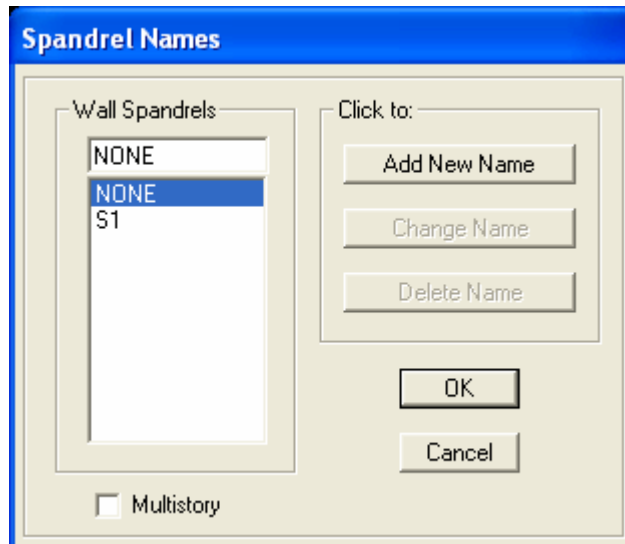 Spandrel Names
Wall Spandrels
NONE
NONE
S1
Multistory
Click to:
Add New Name
Change Name
Delete Name
OK
Cancel